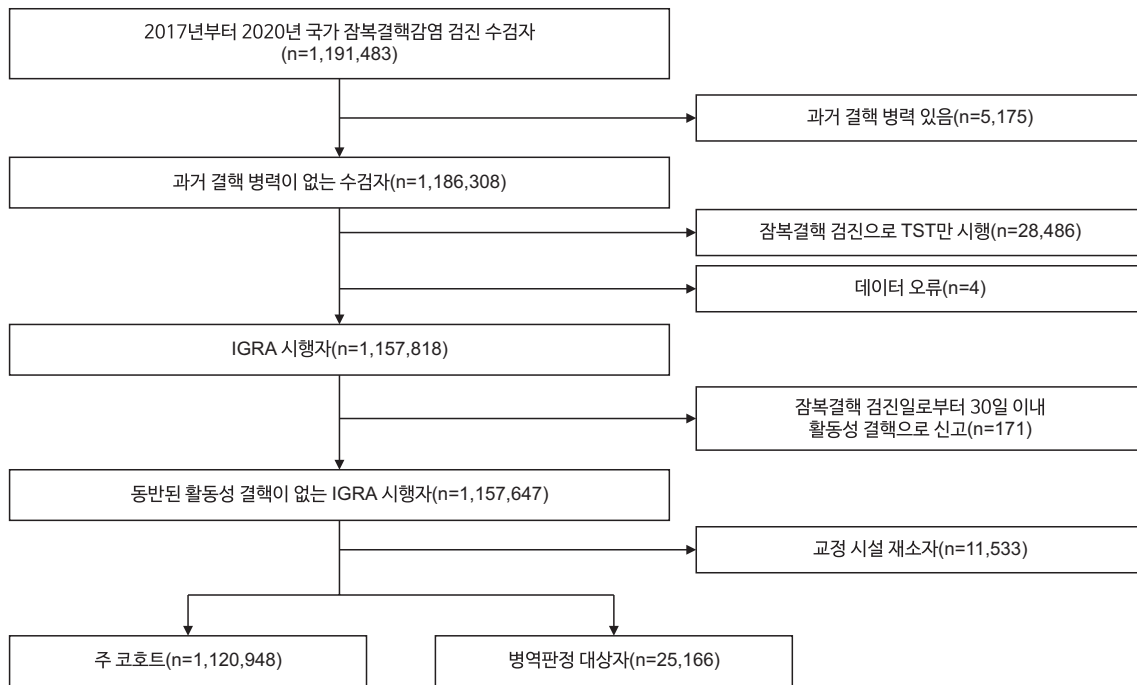 2017년부터 2020년 국가 잠복결핵감염 검진 수검자
(n=1,191,483)
과거 결핵 병력 있음(n=5,175)
과거 결핵 병력이 없는 수검자(n=1,186,308)
잠복결핵 검진으로 TST만 시행(n=28,486)
데이터 오류(n=4)
IGRA 시행자(n=1,157,818)
잠복결핵 검진일로부터 30일 이내
활동성 결핵으로 신고(n=171)
동반된 활동성 결핵이 없는 IGRA 시행자(n=1,157,647)
교정 시설 재소자(n=11,533)
주 코호트(n=1,120,948)
병역판정 대상자(n=25,166)